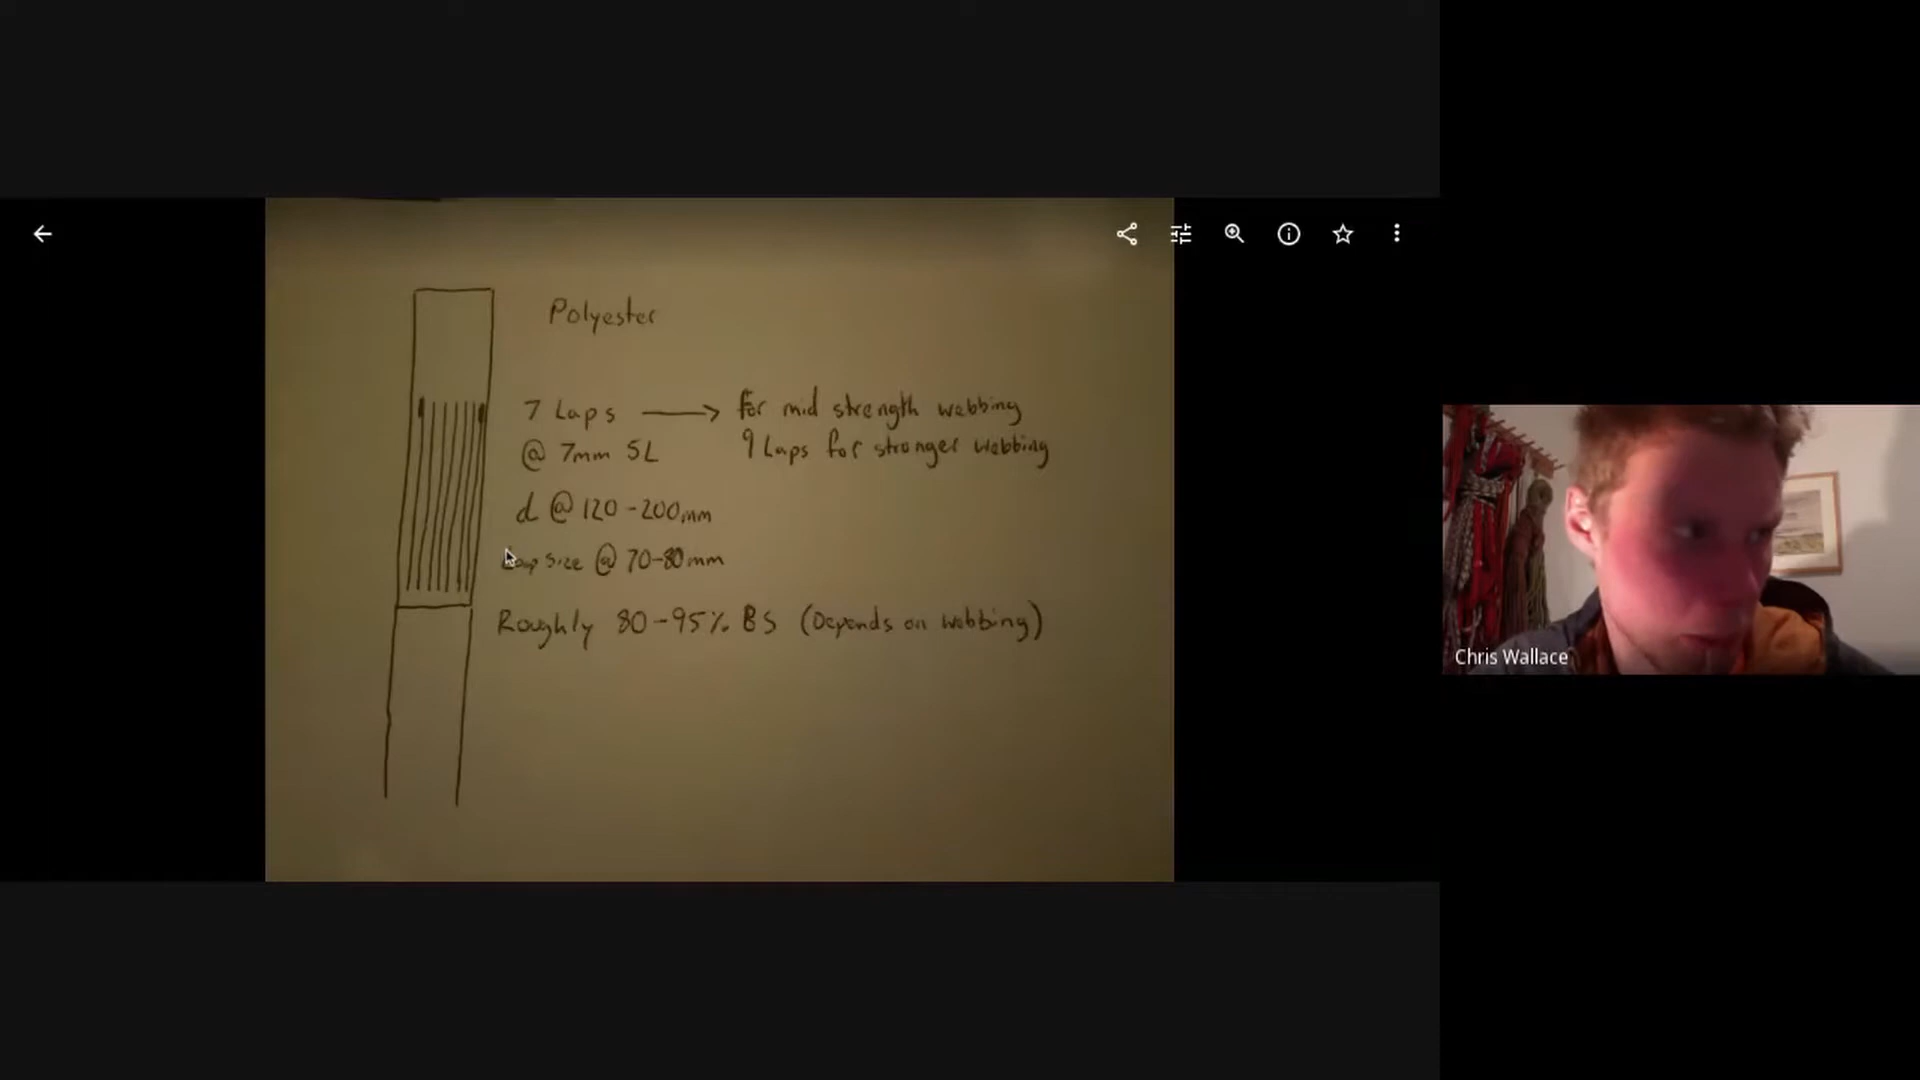 Polyester
7 Laps → for mid strength webbing
@ 7mm SL 9 Laps for stronger webbing
d @ 120-200mm
Size @ 70-80mm
Roughly 80-95% BS (Depends on webbing)
Chris Wallace